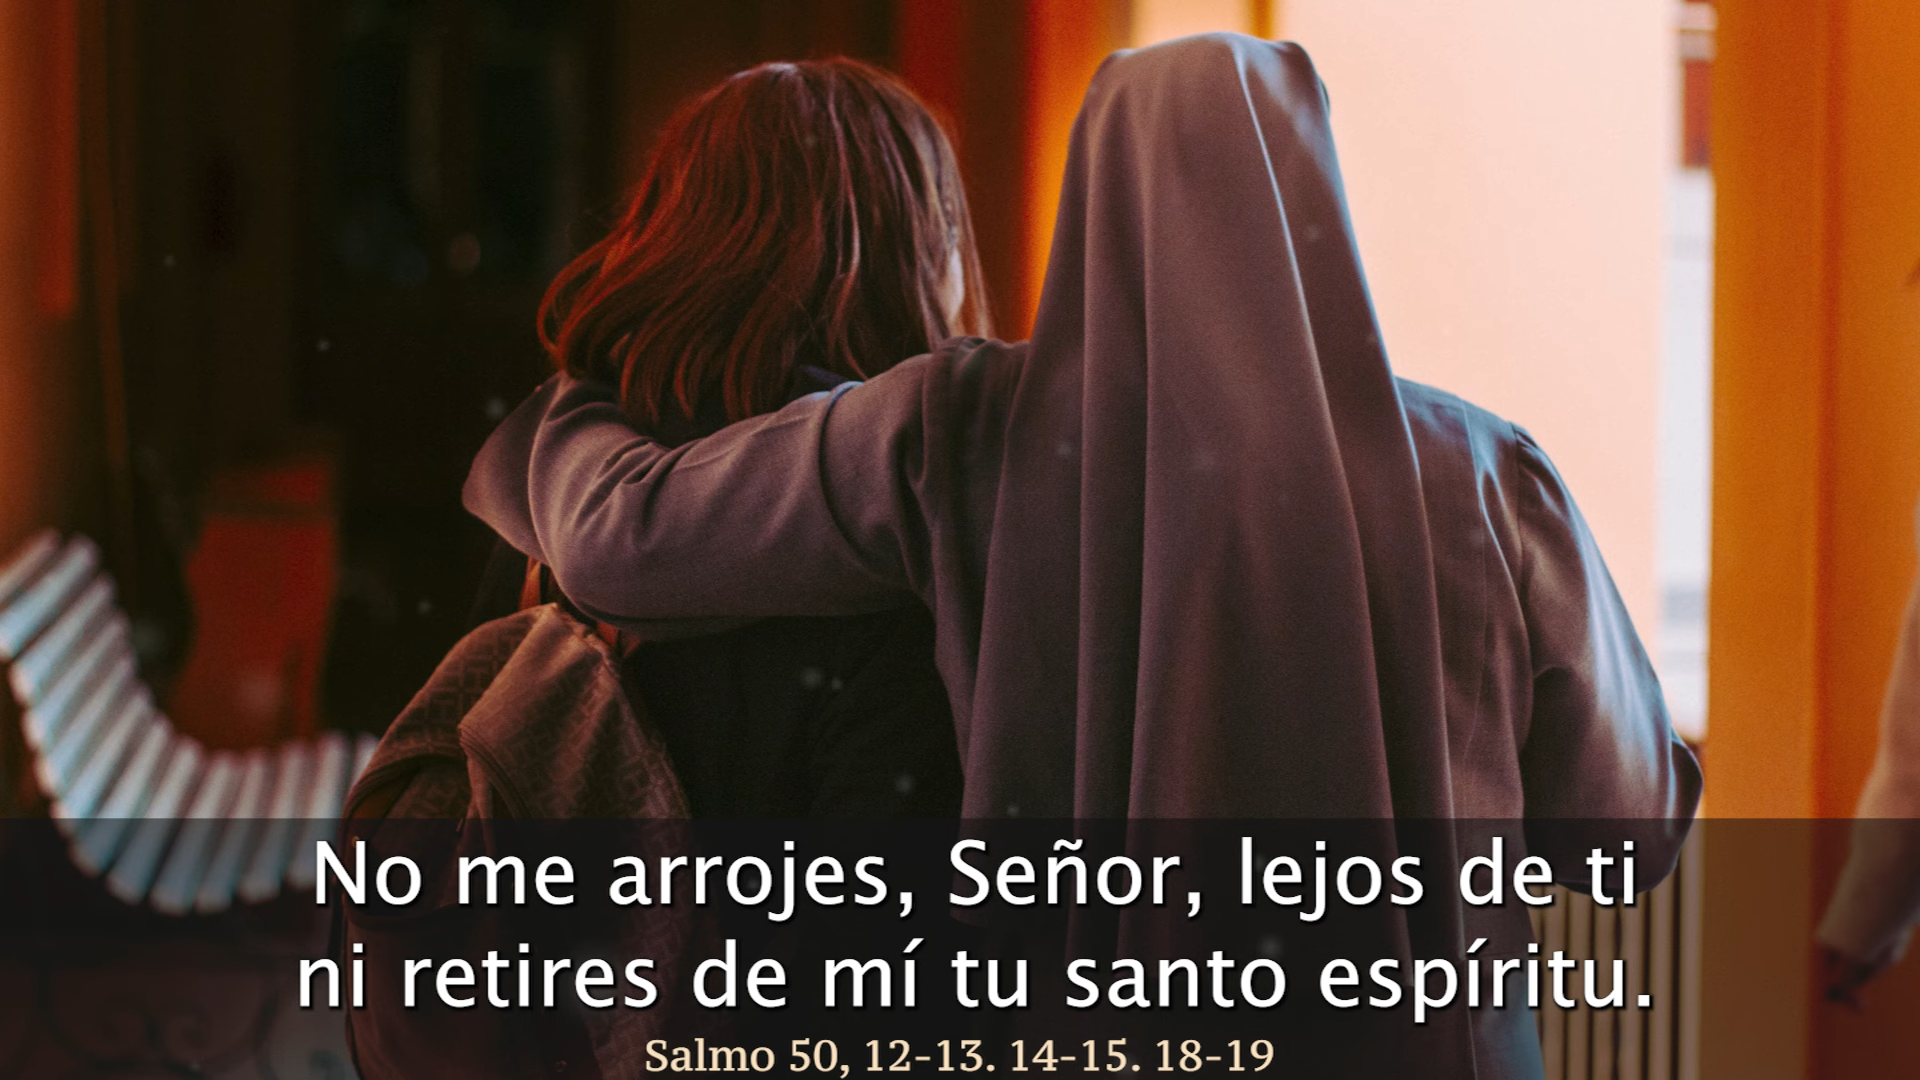 No me arrojes, Señor, lejos de ti
ni retires de mí tu santo espíritu.
Salmo 50, 12-13. 14-15. 18-19